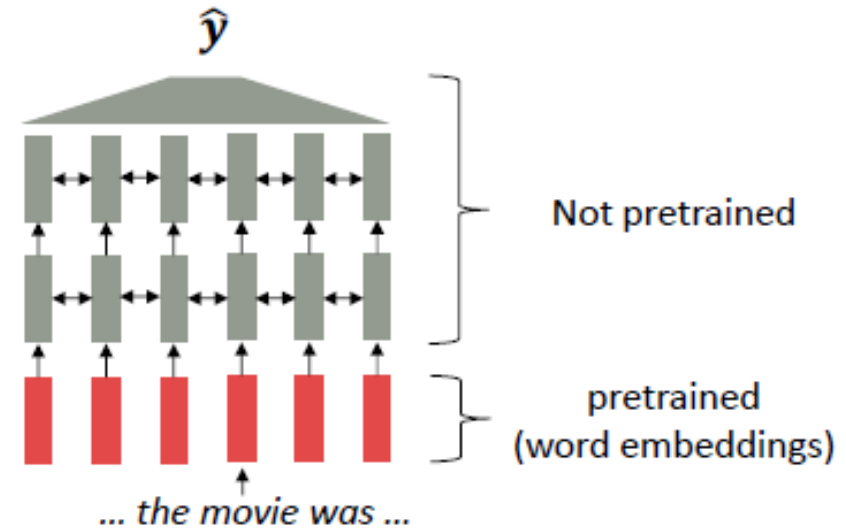 ŷ
Not pretrained
pretrained
(word embeddings)
... the movie was ...